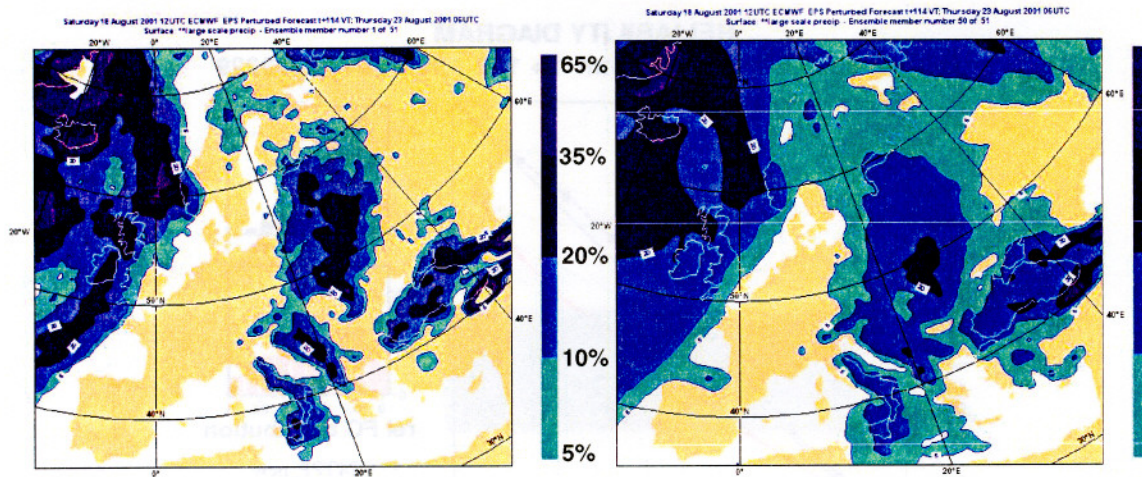 Saturday 18 August 2001 12UTC ECMWF EPS Perturbed Forecast t+114 VT: Thursday 23 August 2001 06UTC
Surface **large scale precip - Ensemble member number 1 of 51
20°W 0° 20°E 40°E
60°E
65%
35%
20°W
20%
50°N
40°E
10%
40°N
30°N
5%
0° 20°E
Saturday 18 August 2001 12UTC ECMWF EPS Perturbed Forecast t+114 VT: Thursday 23 August 2001 06UTC
Surface **large scale precip - Ensemble member number 50 of 51
20°W 0° 20°E 40°E
60°E
20°W
50°N
40°E
40°N
30°N
0° 20°E